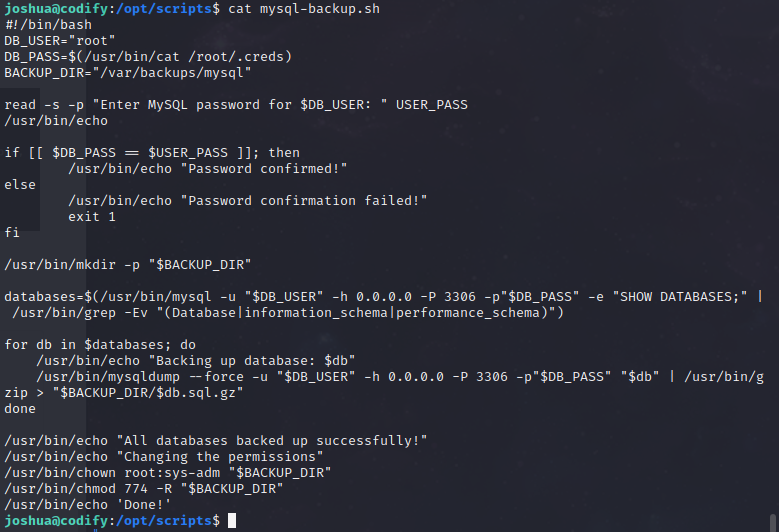 joshua@codify:/opt/scripts$ cat mysql-backup.sh
#!/bin/bash
DB_USER="root"
DB_PASS=$(/usr/bin/cat /root/.creds)
BACKUP_DIR="/var/backups/mysql"

read -s -p "Enter MySQL password for $DB_USER: " USER_PASS
/usr/bin/echo

if [[ $DB_PASS == $USER_PASS ]]; then
        /usr/bin/echo "Password confirmed!"
else
        /usr/bin/echo "Password confirmation failed!"
        exit 1
fi

/usr/bin/mkdir -p "$BACKUP_DIR"

databases=$(/usr/bin/mysql -u "$DB_USER" -h 0.0.0.0 -P 3306 -p"$DB_PASS" -e "SHOW DATABASES;" |
 /usr/bin/grep -Ev "(Database|information_schema|performance_schema)")

for db in $databases; do
    /usr/bin/echo "Backing up database: $db"
    /usr/bin/mysqldump --force -u "$DB_USER" -h 0.0.0.0 -P 3306 -p"$DB_PASS" "$db" | /usr/bin/g
zip > "$BACKUP_DIR/$db.sql.gz"
done

/usr/bin/echo "All databases backed up successfully!"
/usr/bin/echo "Changing the permissions"
/usr/bin/chown root:sys-adm "$BACKUP_DIR"
/usr/bin/chmod 774 -R "$BACKUP_DIR"
/usr/bin/echo 'Done!'
joshua@codify:/opt/scripts$